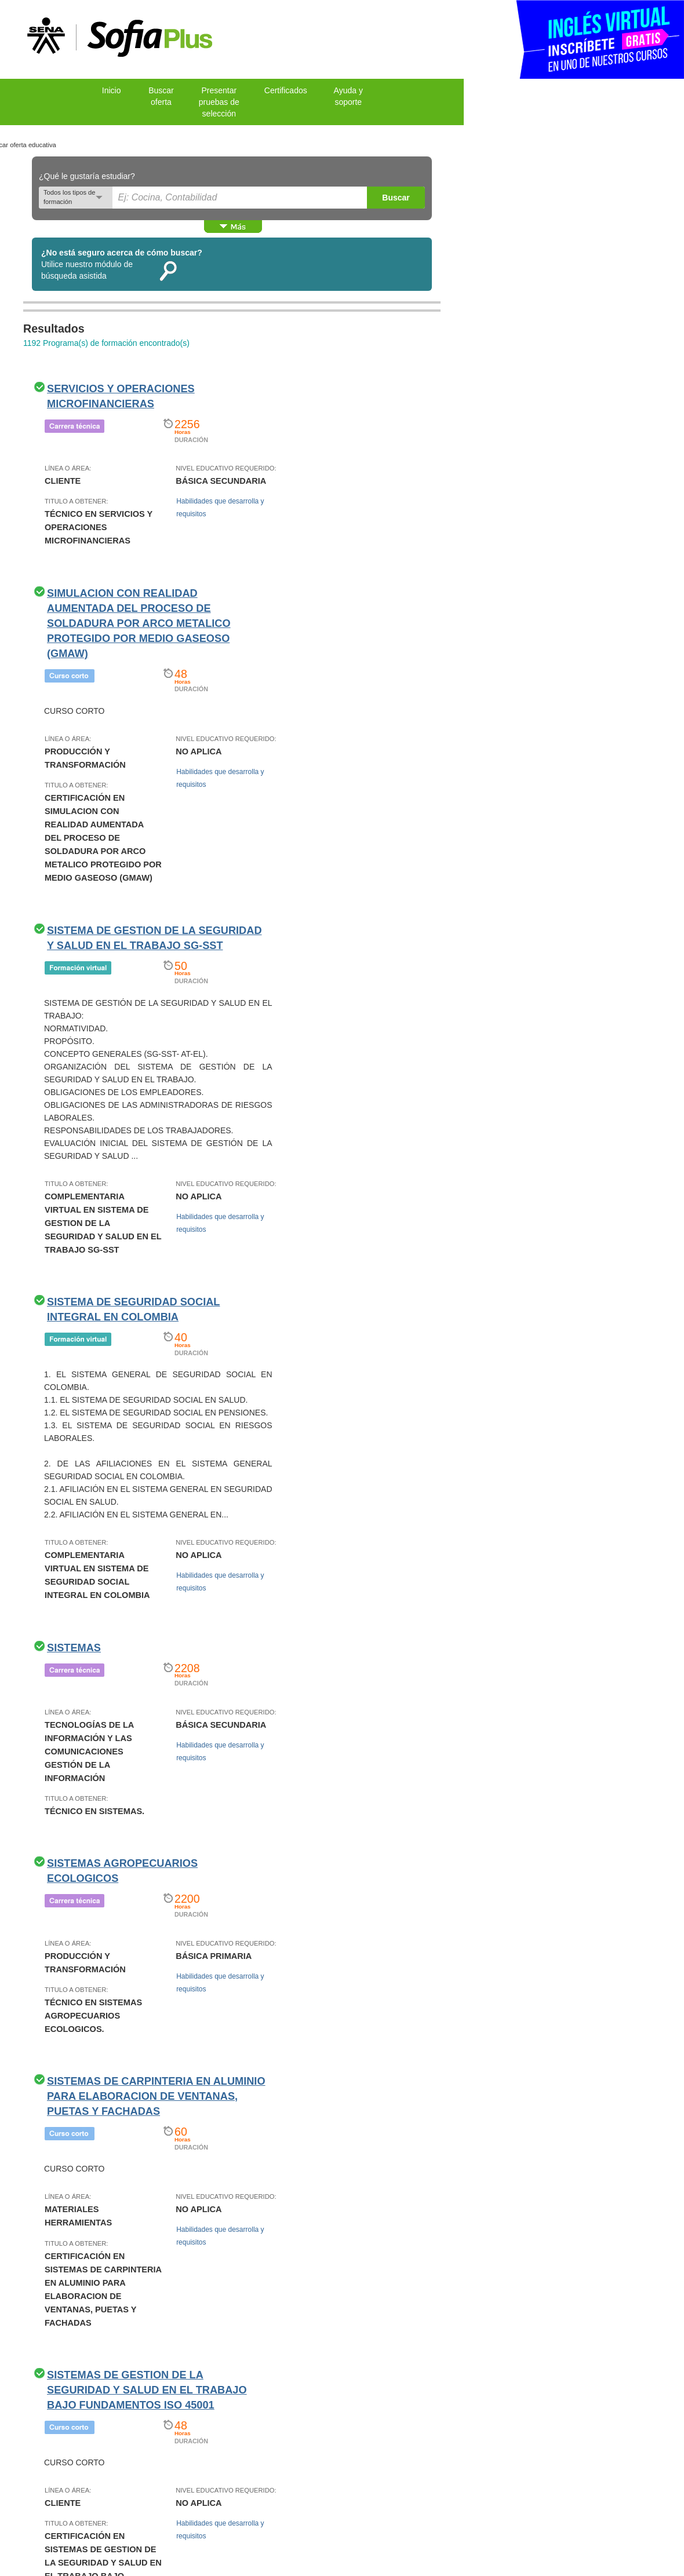 SENA
SofiaPlus
INGLÉS VIRTUAL
INSCRÍBETE GRATIS
EN UNO DE NUESTROS CURSOS
Inicio
Buscar
oferta
Presentar
pruebas de
selección
Certificados
Ayuda y
soporte
car oferta educativa
¿Qué le gustaría estudiar?
Todos los tipos de
formación
Ej: Cocina, Contabilidad
Buscar
Más
¿No está seguro acerca de cómo buscar?
Utilice nuestro módulo de
búsqueda asistida
Resultados
1192 Programa(s) de formación encontrado(s)
SERVICIOS Y OPERACIONES
MICROFINANCIERAS
Carrera técnica
2256
Horas
DURACIÓN
LÍNEA O ÁREA:
CLIENTE
NIVEL EDUCATIVO REQUERIDO:
BÁSICA SECUNDARIA
TITULO A OBTENER:
TÉCNICO EN SERVICIOS Y
OPERACIONES
MICROFINANCIERAS
Habilidades que desarrolla y
requisitos
SIMULACION CON REALIDAD
AUMENTADA DEL PROCESO DE
SOLDADURA POR ARCO METALICO
PROTEGIDO POR MEDIO GASEOSO
(GMAW)
Curso corto
48
Horas
DURACIÓN
CURSO CORTO
LÍNEA O ÁREA:
PRODUCCIÓN Y
TRANSFORMACIÓN
NIVEL EDUCATIVO REQUERIDO:
NO APLICA
Habilidades que desarrolla y
requisitos
TITULO A OBTENER:
CERTIFICACIÓN EN
SIMULACION CON
REALIDAD AUMENTADA
DEL PROCESO DE
SOLDADURA POR ARCO
METALICO PROTEGIDO POR
MEDIO GASEOSO (GMAW)
SISTEMA DE GESTION DE LA SEGURIDAD
Y SALUD EN EL TRABAJO SG-SST
Formación virtual
50
Horas
DURACIÓN
SISTEMA DE GESTIÓN DE LA SEGURIDAD Y SALUD EN EL
TRABAJO:
NORMATIVIDAD.
PROPÓSITO.
CONCEPTO GENERALES (SG-SST- AT-EL).
ORGANIZACIÓN DEL SISTEMA DE GESTIÓN DE LA
SEGURIDAD Y SALUD EN EL TRABAJO.
OBLIGACIONES DE LOS EMPLEADORES.
OBLIGACIONES DE LAS ADMINISTRADORAS DE RIESGOS
LABORALES.
RESPONSABILIDADES DE LOS TRABAJADORES.
EVALUACIÓN INICIAL DEL SISTEMA DE GESTIÓN DE LA
SEGURIDAD Y SALUD ...
TITULO A OBTENER:
COMPLEMENTARIA
VIRTUAL EN SISTEMA DE
GESTION DE LA
SEGURIDAD Y SALUD EN EL
TRABAJO SG-SST
NIVEL EDUCATIVO REQUERIDO:
NO APLICA
Habilidades que desarrolla y
requisitos
SISTEMA DE SEGURIDAD SOCIAL
INTEGRAL EN COLOMBIA
Formación virtual
40
Horas
DURACIÓN
1. EL SISTEMA GENERAL DE SEGURIDAD SOCIAL EN
COLOMBIA.
1.1. EL SISTEMA DE SEGURIDAD SOCIAL EN SALUD.
1.2. EL SISTEMA DE SEGURIDAD SOCIAL EN PENSIONES.
1.3. EL SISTEMA DE SEGURIDAD SOCIAL EN RIESGOS
LABORALES.
2. DE LAS AFILIACIONES EN EL SISTEMA GENERAL
SEGURIDAD SOCIAL EN COLOMBIA.
2.1. AFILIACIÓN EN EL SISTEMA GENERAL EN SEGURIDAD
SOCIAL EN SALUD.
2.2. AFILIACIÓN EN EL SISTEMA GENERAL EN...
TITULO A OBTENER:
COMPLEMENTARIA
VIRTUAL EN SISTEMA DE
SEGURIDAD SOCIAL
INTEGRAL EN COLOMBIA
NIVEL EDUCATIVO REQUERIDO:
NO APLICA
Habilidades que desarrolla y
requisitos
SISTEMAS
Carrera técnica
2208
Horas
DURACIÓN
LÍNEA O ÁREA:
TECNOLOGÍAS DE LA
INFORMACIÓN Y LAS
COMUNICACIONES
GESTIÓN DE LA
INFORMACIÓN
NIVEL EDUCATIVO REQUERIDO:
BÁSICA SECUNDARIA
Habilidades que desarrolla y
requisitos
TITULO A OBTENER:
TÉCNICO EN SISTEMAS.
SISTEMAS AGROPECUARIOS
ECOLOGICOS
Carrera técnica
2200
Horas
DURACIÓN
LÍNEA O ÁREA:
PRODUCCIÓN Y
TRANSFORMACIÓN
NIVEL EDUCATIVO REQUERIDO:
BÁSICA PRIMARIA
Habilidades que desarrolla y
requisitos
TITULO A OBTENER:
TÉCNICO EN SISTEMAS
AGROPECUARIOS
ECOLOGICOS.
SISTEMAS DE CARPINTERIA EN ALUMINIO
PARA ELABORACION DE VENTANAS,
PUETAS Y FACHADAS
Curso corto
60
Horas
DURACIÓN
CURSO CORTO
LÍNEA O ÁREA:
MATERIALES
HERRAMIENTAS
NIVEL EDUCATIVO REQUERIDO:
NO APLICA
Habilidades que desarrolla y
requisitos
TITULO A OBTENER:
CERTIFICACIÓN EN
SISTEMAS DE CARPINTERIA
EN ALUMINIO PARA
ELABORACION DE
VENTANAS, PUETAS Y
FACHADAS
SISTEMAS DE GESTION DE LA
SEGURIDAD Y SALUD EN EL TRABAJO
BAJO FUNDAMENTOS ISO 45001
Curso corto
48
Horas
DURACIÓN
CURSO CORTO
LÍNEA O ÁREA:
CLIENTE
NIVEL EDUCATIVO REQUERIDO:
NO APLICA
TITULO A OBTENER:
CERTIFICACIÓN EN
SISTEMAS DE GESTION DE
LA SEGURIDAD Y SALUD EN
EL TRABAJO BAJO
Habilidades que desarrolla y
requisitos